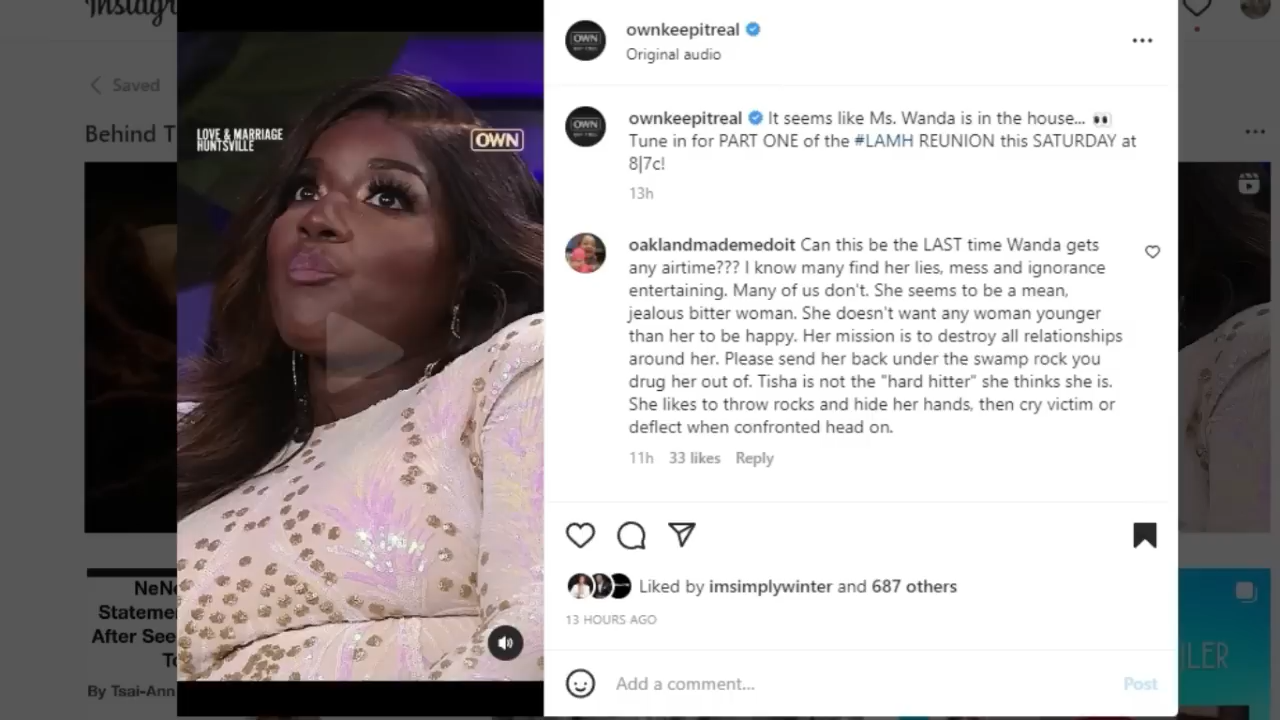 Instagram
Saved
Behind T
LOVE & MARRIAGE
HUNTSVILLE
OWN
NeNe
Statemen
After See
To
By Tsai-Ann
ownkeepitreal
Original audio
ownkeepitreal It seems like Ms. Wanda is in the house... 👀
Tune in for PART ONE of the #LAMH REUNION this SATURDAY at
8|7c!
13h
oaklandmademedoit Can this be the LAST time Wanda gets
any airtime??? I know many find her lies, mess and ignorance
entertaining. Many of us don't. She seems to be a mean,
jealous bitter woman. She doesn't want any woman younger
than her to be happy. Her mission is to destroy all relationships
around her. Please send her back under the swamp rock you
drug her out of. Tisha is not the "hard hitter" she thinks she is.
She likes to throw rocks and hide her hands, then cry victim or
deflect when confronted head on.
11h 33 likes Reply
Liked by imsimplywinter and 687 others
13 HOURS AGO
Add a comment... Post
ILER